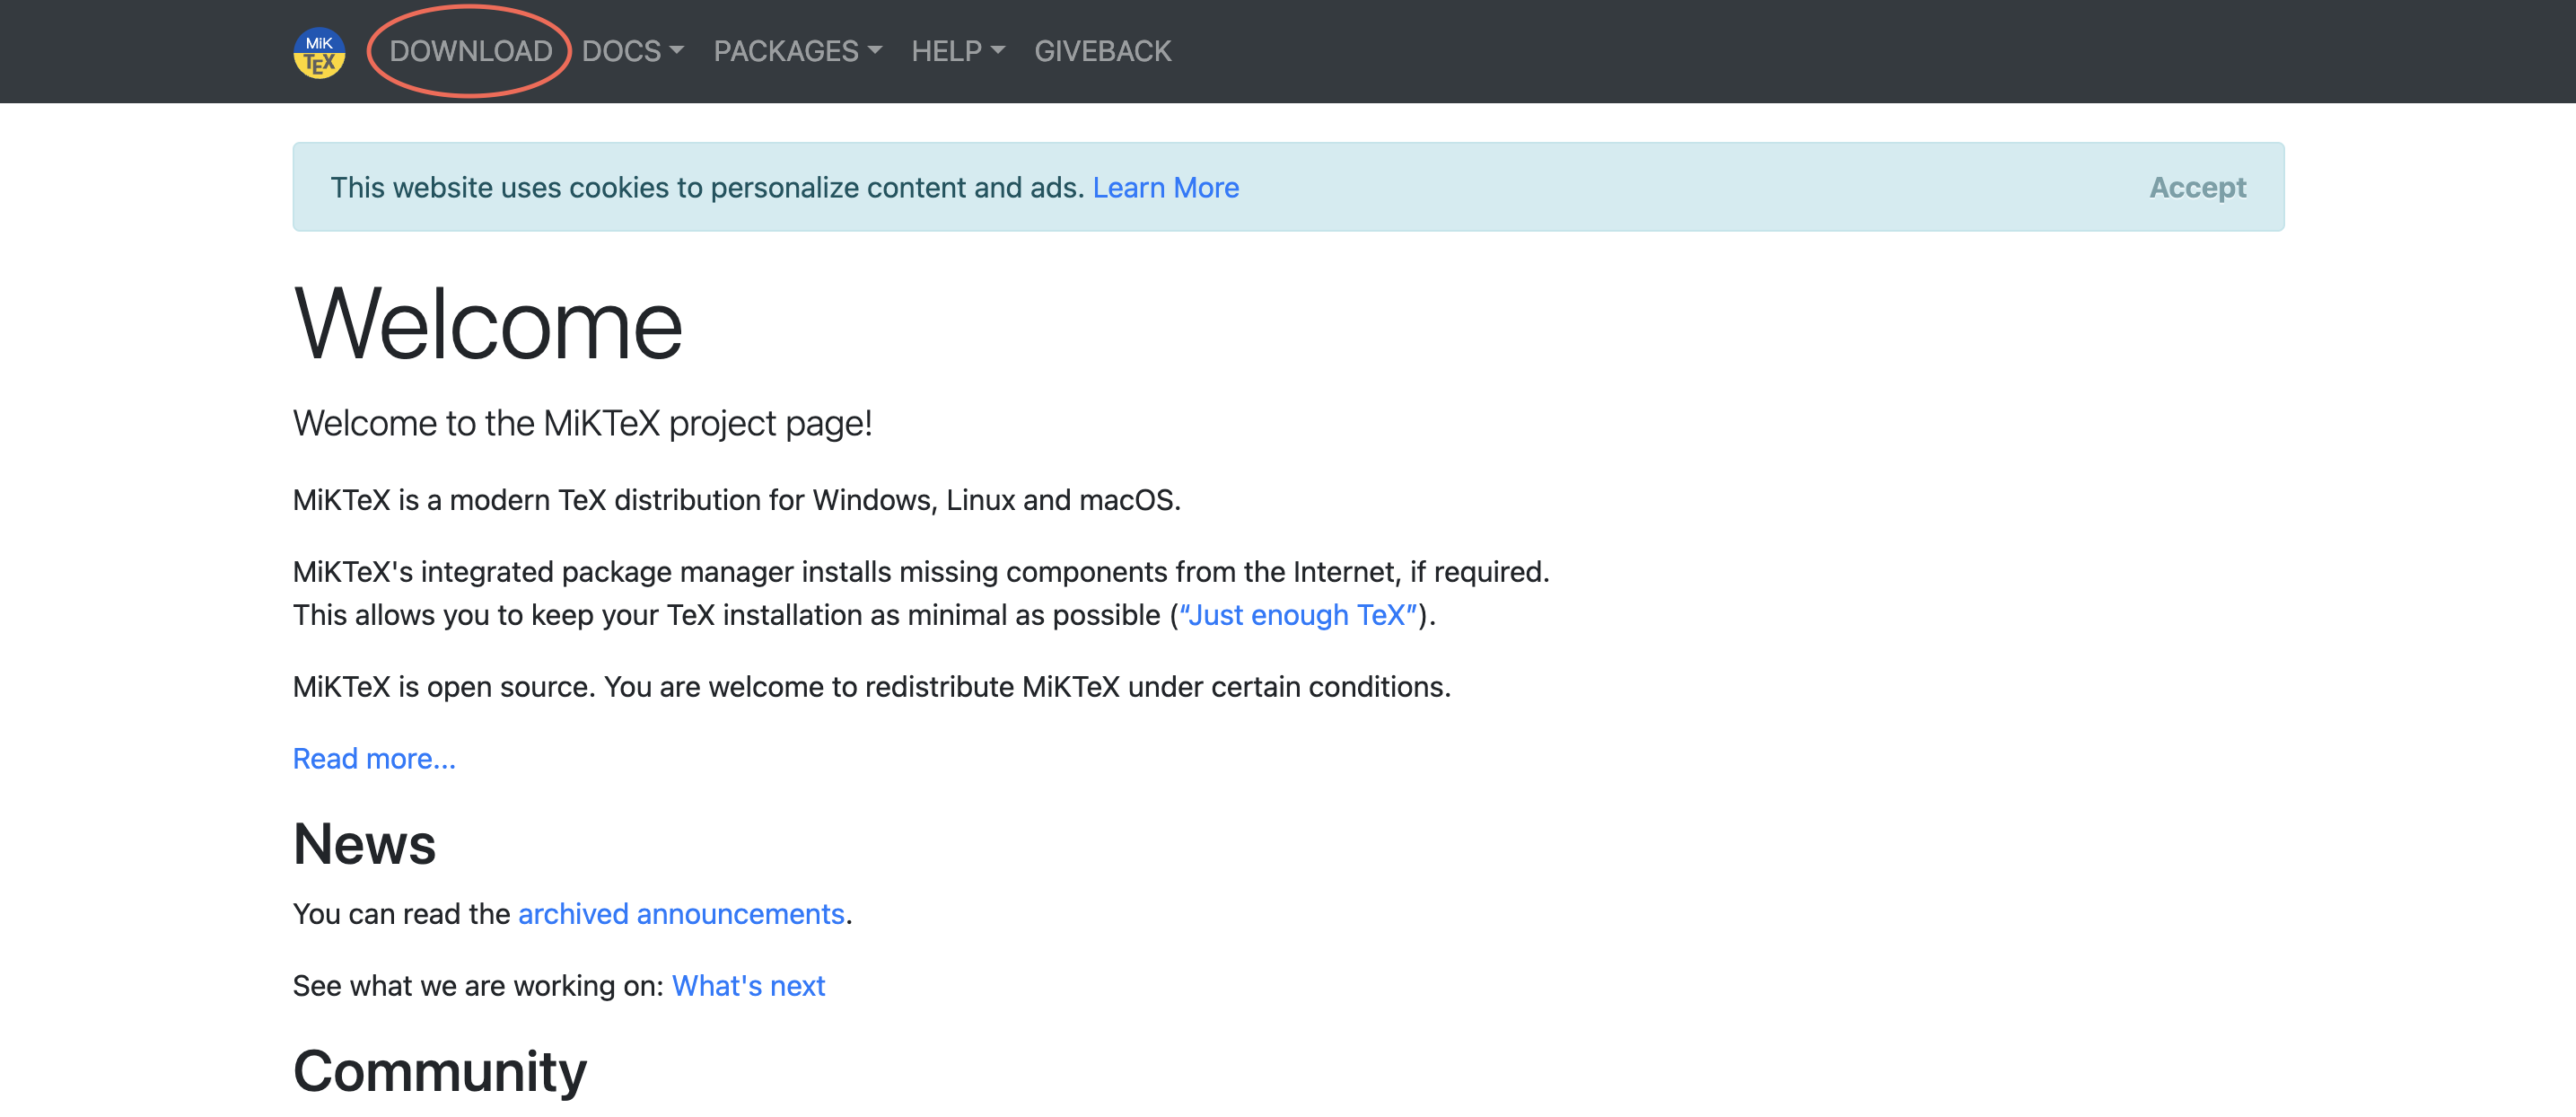 MiK
TEX
DOWNLOAD DOCS PACKAGES HELP GIVEBACK
This website uses cookies to personalize content and ads. Learn More Accept
Welcome
Welcome to the MiKTeX project page!
MiKTeX is a modern TeX distribution for Windows, Linux and macOS.
MiKTeX's integrated package manager installs missing components from the Internet, if required.
This allows you to keep your TeX installation as minimal as possible (“Just enough TeX”).
MiKTeX is open source. You are welcome to redistribute MiKTeX under certain conditions.
Read more...
News
You can read the archived announcements.
See what we are working on: What's next
Community